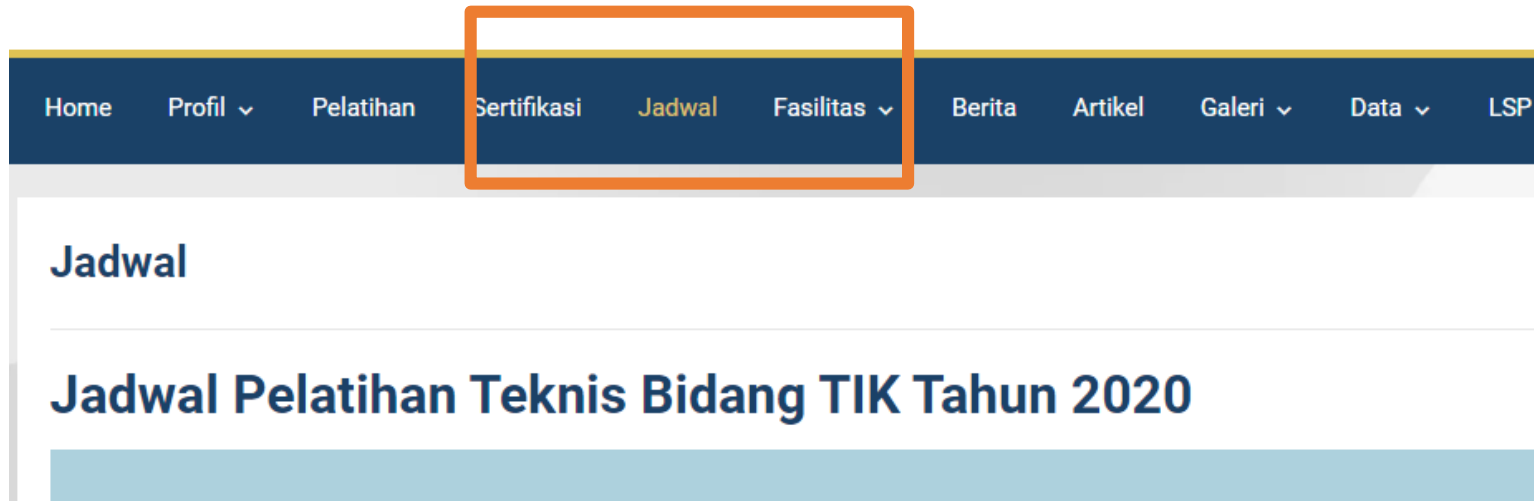 Home Profil Pelatihan Sertifikasi Jadwal Fasilitas Berita Artikel Galeri Data LSP
Jadwal
Jadwal Pelatihan Teknis Bidang TIK Tahun 2020